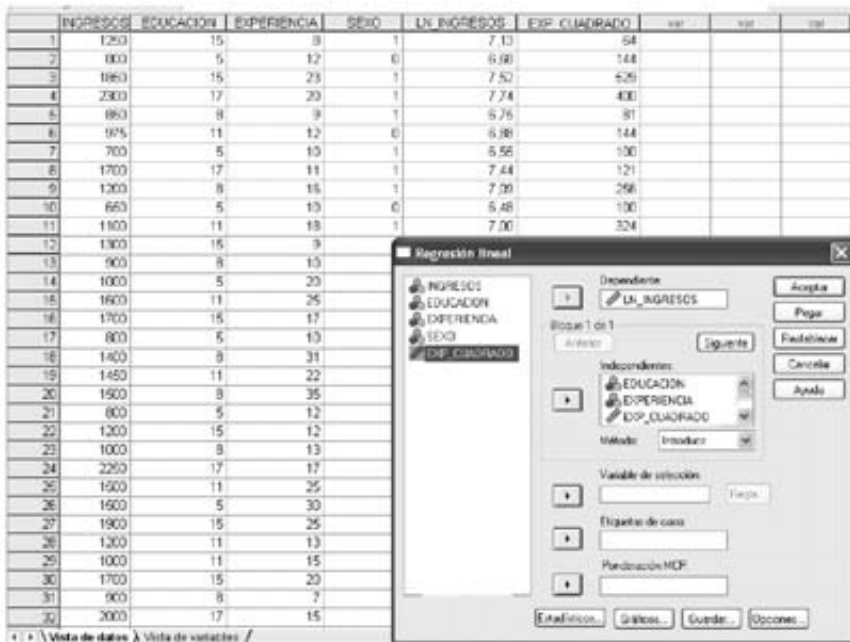 INGRESOS EDUCACION EXPERIENCIA SEXO LN_INGRESOS EXP_CUADRADO var var var
1 1250 15 8 1 7,13 64
2 800 5 12 0 6,68 144
3 1850 15 23 1 7,52 529
4 2300 17 20 1 7,74 400
5 850 8 9 1 6,75 81
6 975 11 12 0 6,88 144
7 700 5 10 1 6,55 100
8 1700 17 11 1 7,44 121
9 1200 8 16 1 7,09 256
10 650 5 10 0 6,48 100
11 1100 11 18 1 7,00 324
12 1300 15 9
13 900 8 10
14 1000 5 20
15 1600 11 25
16 1700 15 17
17 800 5 10
18 1400 8 31
19 1450 11 22
20 1500 8 35
21 800 5 12
22 1200 15 12
23 1000 8 13
24 2250 17 17
25 1600 11 25
26 1500 5 30
27 1900 15 25
28 1200 11 13
29 1000 11 15
30 1700 15 20
31 900 8 7
32 2000 17 15
Vista de datos Vista de variables
Regresión lineal
INGRESOS
EDUCACION
EXPERIENCIA
SEXO
EXP_CUADRADO
Dependiente:
LN_INGRESOS
Bloque 1 de 1
Anterior Siguiente
Independientes:
EDUCACION
EXPERIENCIA
EXP_CUADRADO
Método: Introducir
Variable de selección:
Regla...
Etiquetas de caso:
Ponderación MCP:
Estadísticos... Gráficos... Guardar... Opciones...
Aceptar
Pegar
Restablecer
Cancelar
Ayuda